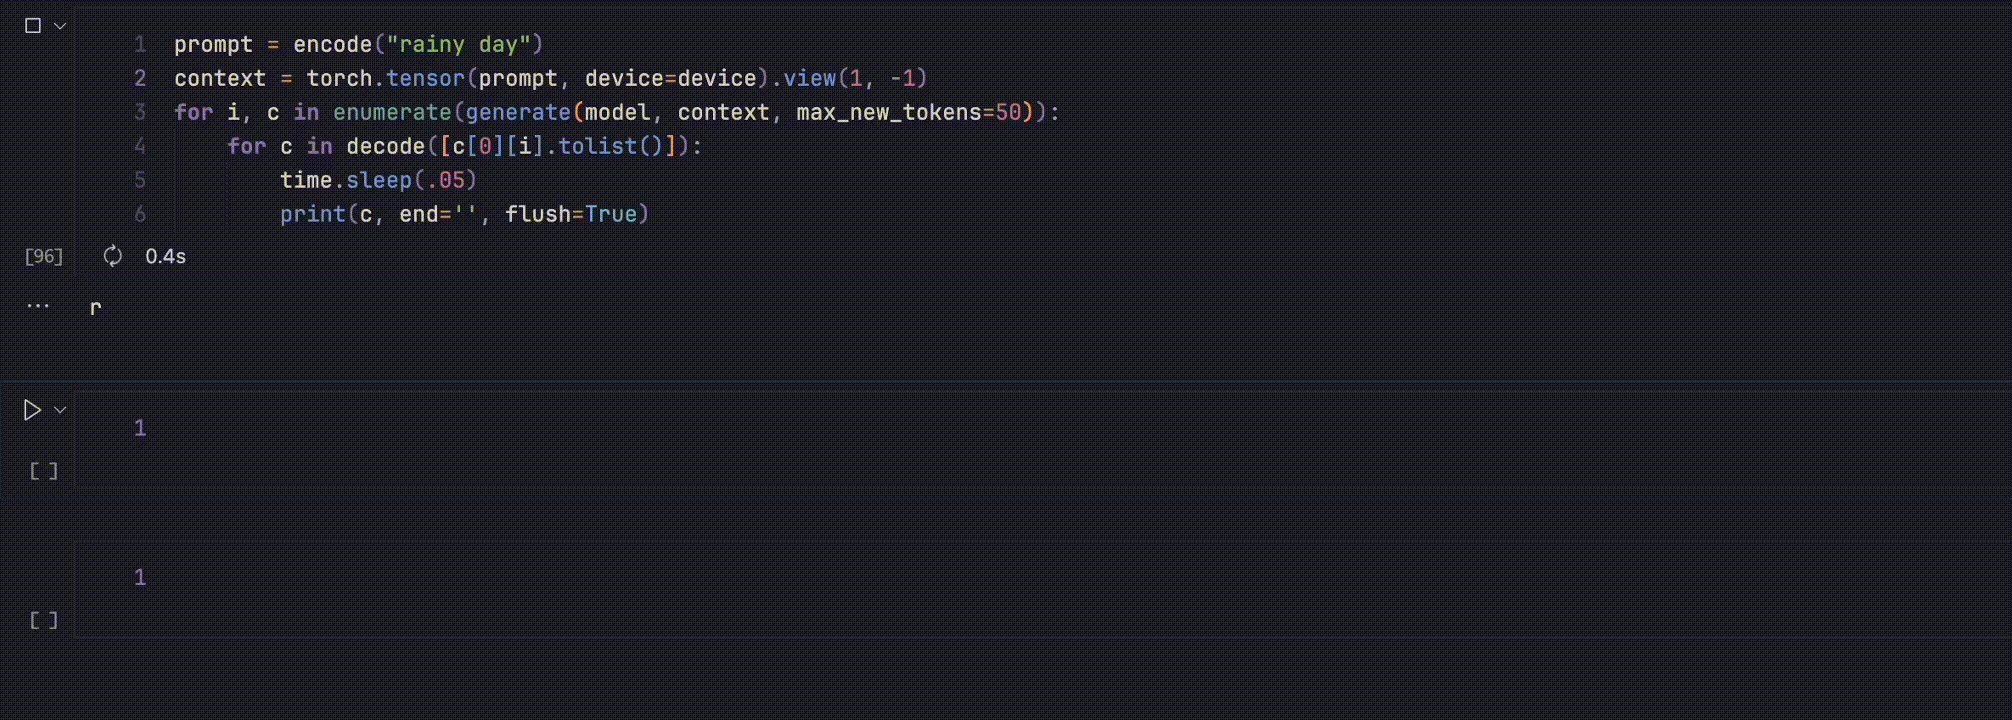 1 prompt = encode("rainy day")
2 context = torch.tensor(prompt, device=device).view(1, -1)
3 for i, c in enumerate(generate(model, context, max_new_tokens=50)):
4     for c in decode([c[0][i].tolist()]):
5         time.sleep(.05)
6         print(c, end='', flush=True)
[96] 0.4s
... r
1
[ ]
1
[ ]